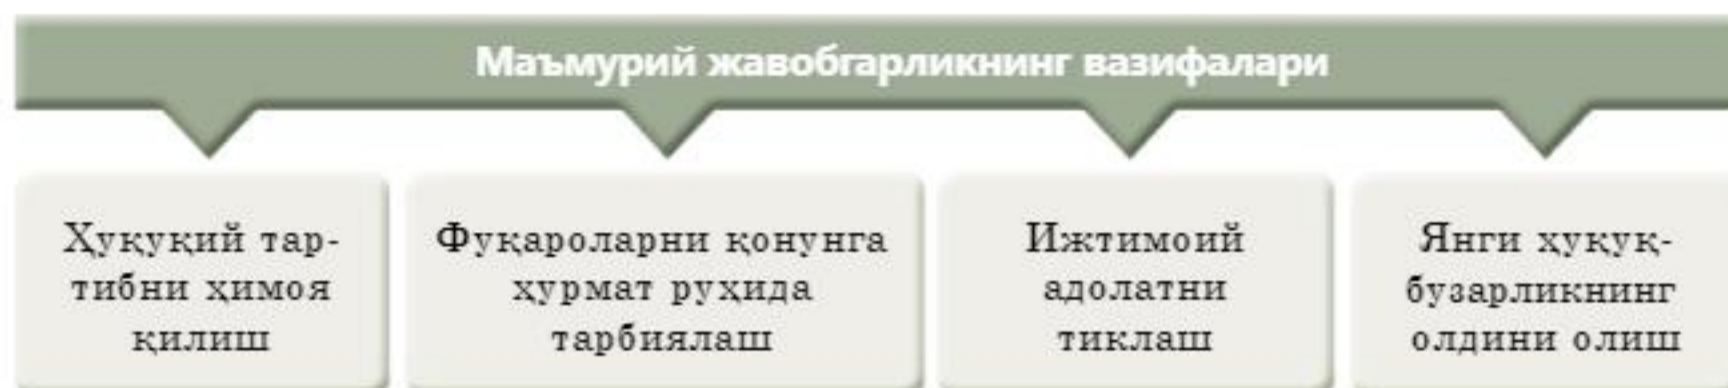 Маъмурий жавобгарликнинг вазифалари
Ҳуқуқий тар-
тибни ҳимоя
қилиш
Фуқароларни қонунга
ҳурмат руҳида
тарбиялаш
Ижтимоий
адолатни
тиклаш
Янги ҳуқуқ-
бузарликнинг
олдини олиш